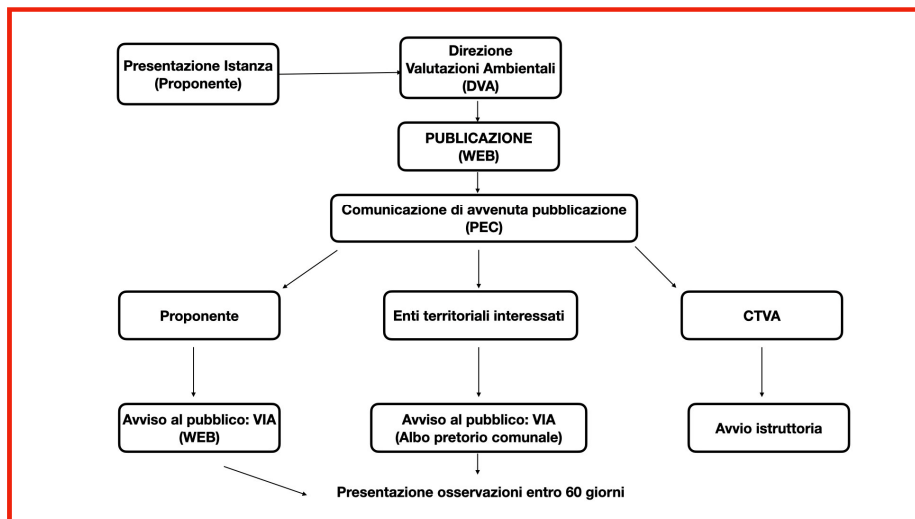 Presentazione Istanza
(Proponente)
Direzione
Valutazioni Ambientali
(DVA)
PUBLICAZIONE
(WEB)
Comunicazione di avvenuta pubblicazione
(PEC)
Proponente
Enti territoriali interessati
CTVA
Avviso al pubblico: VIA
(WEB)
Avviso al pubblico: VIA
(Albo pretorio comunale)
Avvio istruttoria
Presentazione osservazioni entro 60 giorni